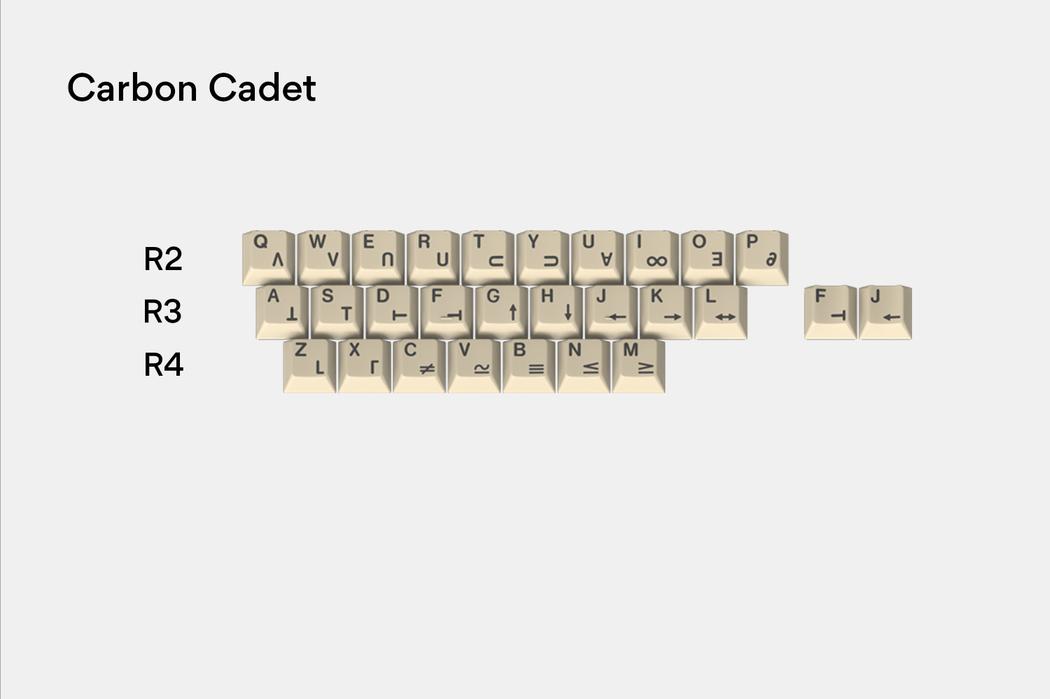 Carbon Cadet
R2 Q ∧ W ∨ E ∩ R ∪ T ⊂ Y ⊃ U ∀ I ∞ O ∃ P ∂
R3 A ⊥ S ⊤ D ⊢ F ⊣ G ↑ H ↓ J ← K → L ↔ F ⊣ J ←
R4 Z ⌊ X ⌈ C ≠ V ≃ B ≡ N ≤ M ≥